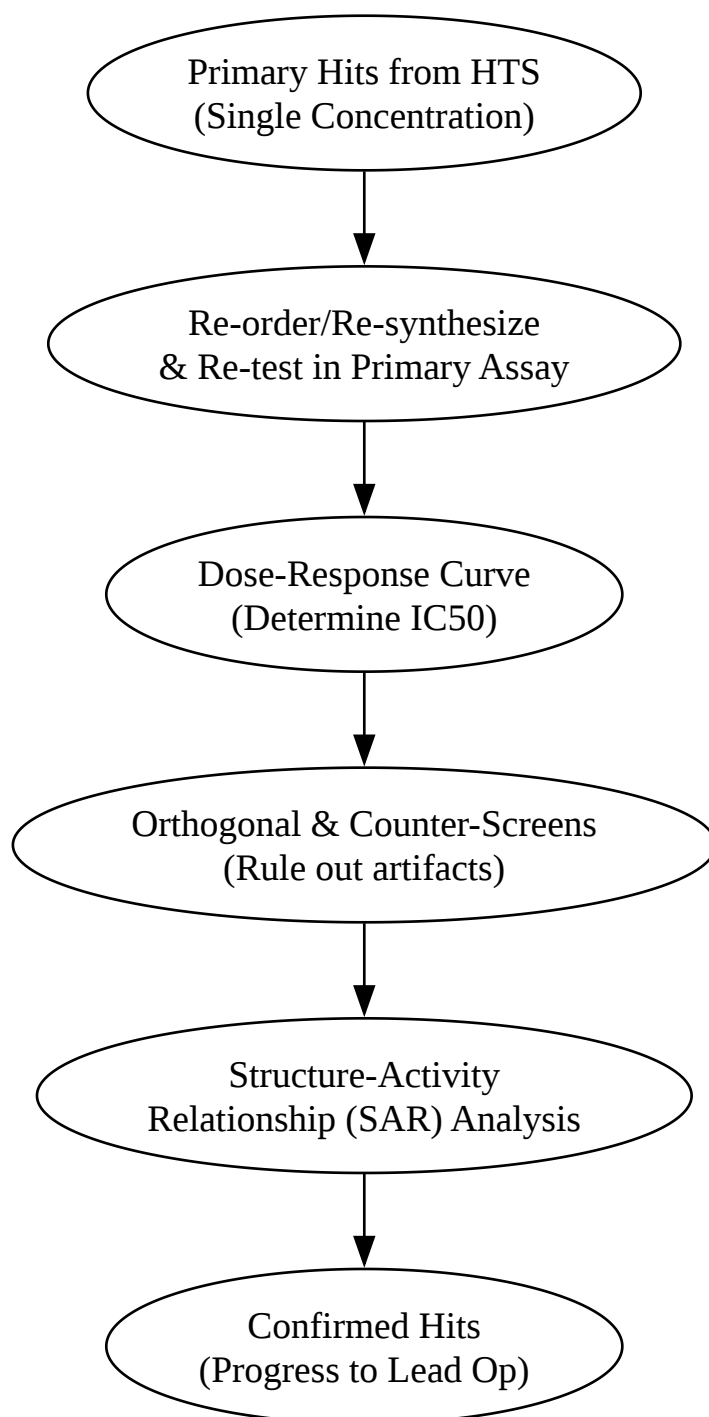 Primary Hits from HTS
(Single Concentration)
Re-order/Re-synthesize
& Re-test in Primary Assay
Dose-Response Curve
(Determine IC50)
Orthogonal & Counter-Screens
(Rule out artifacts)
Structure-Activity
Relationship (SAR) Analysis
Confirmed Hits
(Progress to Lead Op)